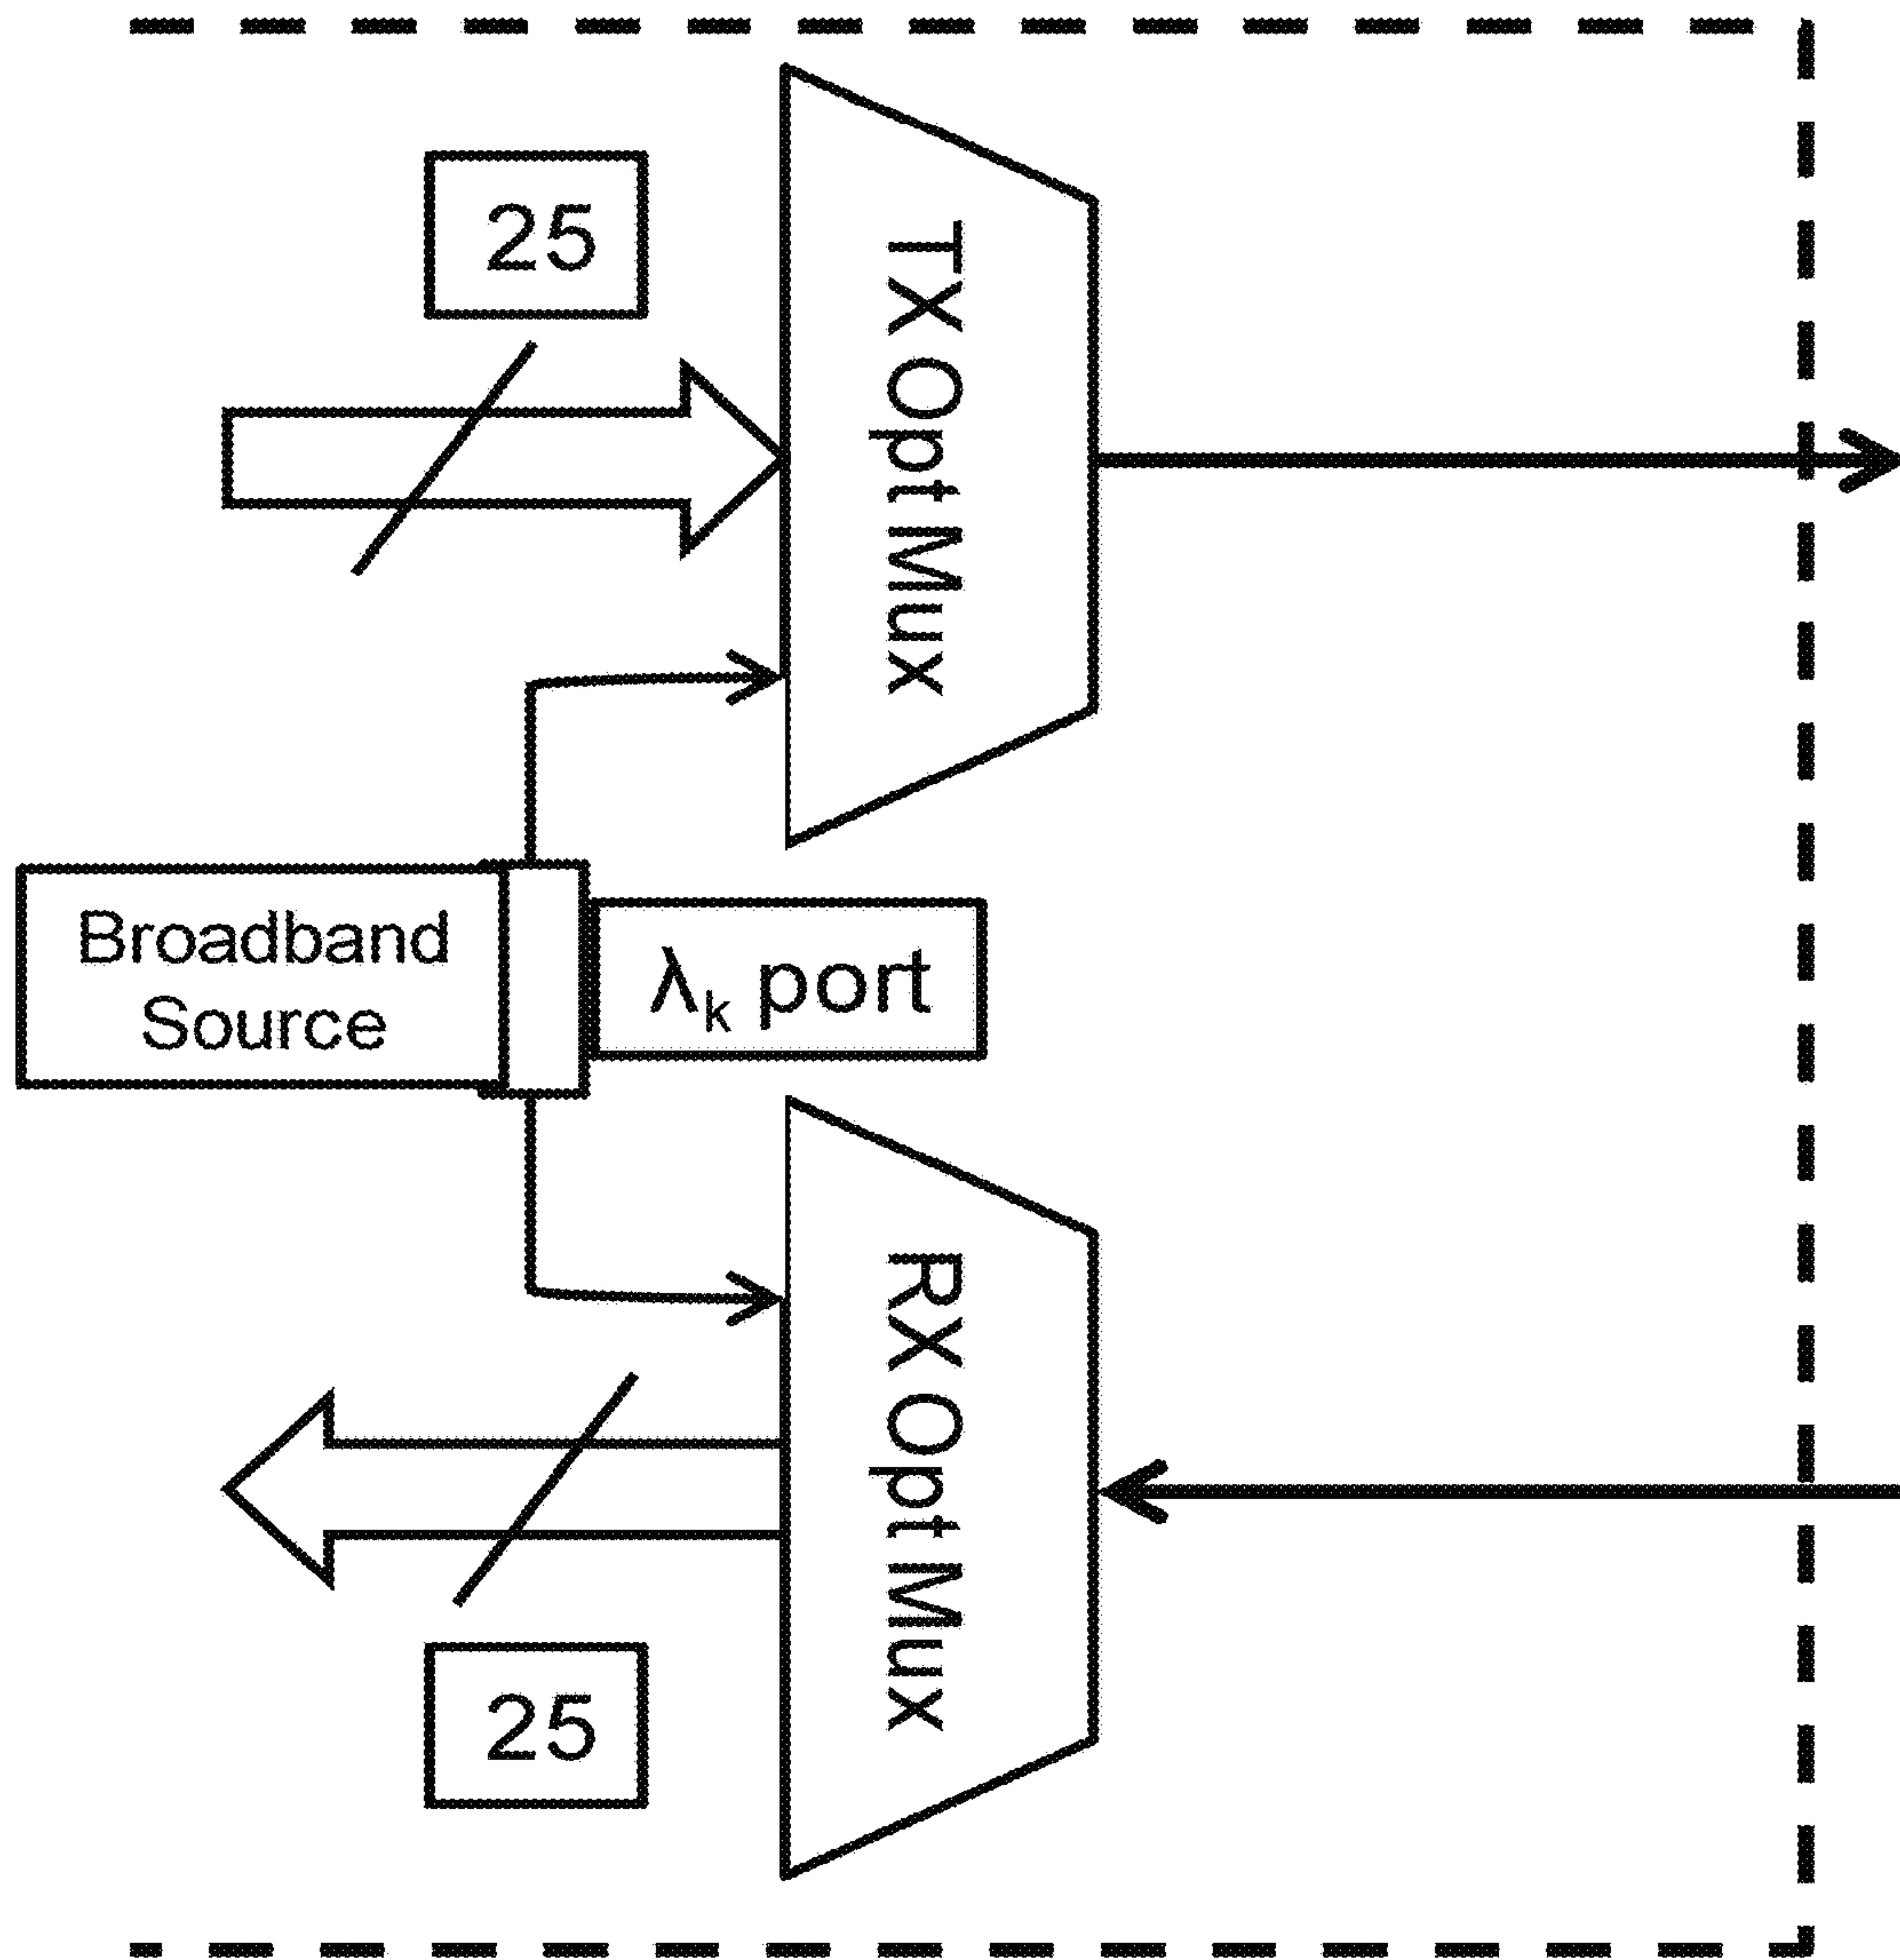 25
TX Opt Mux
Broadband
Source
λk port
RX Opt Mux
25